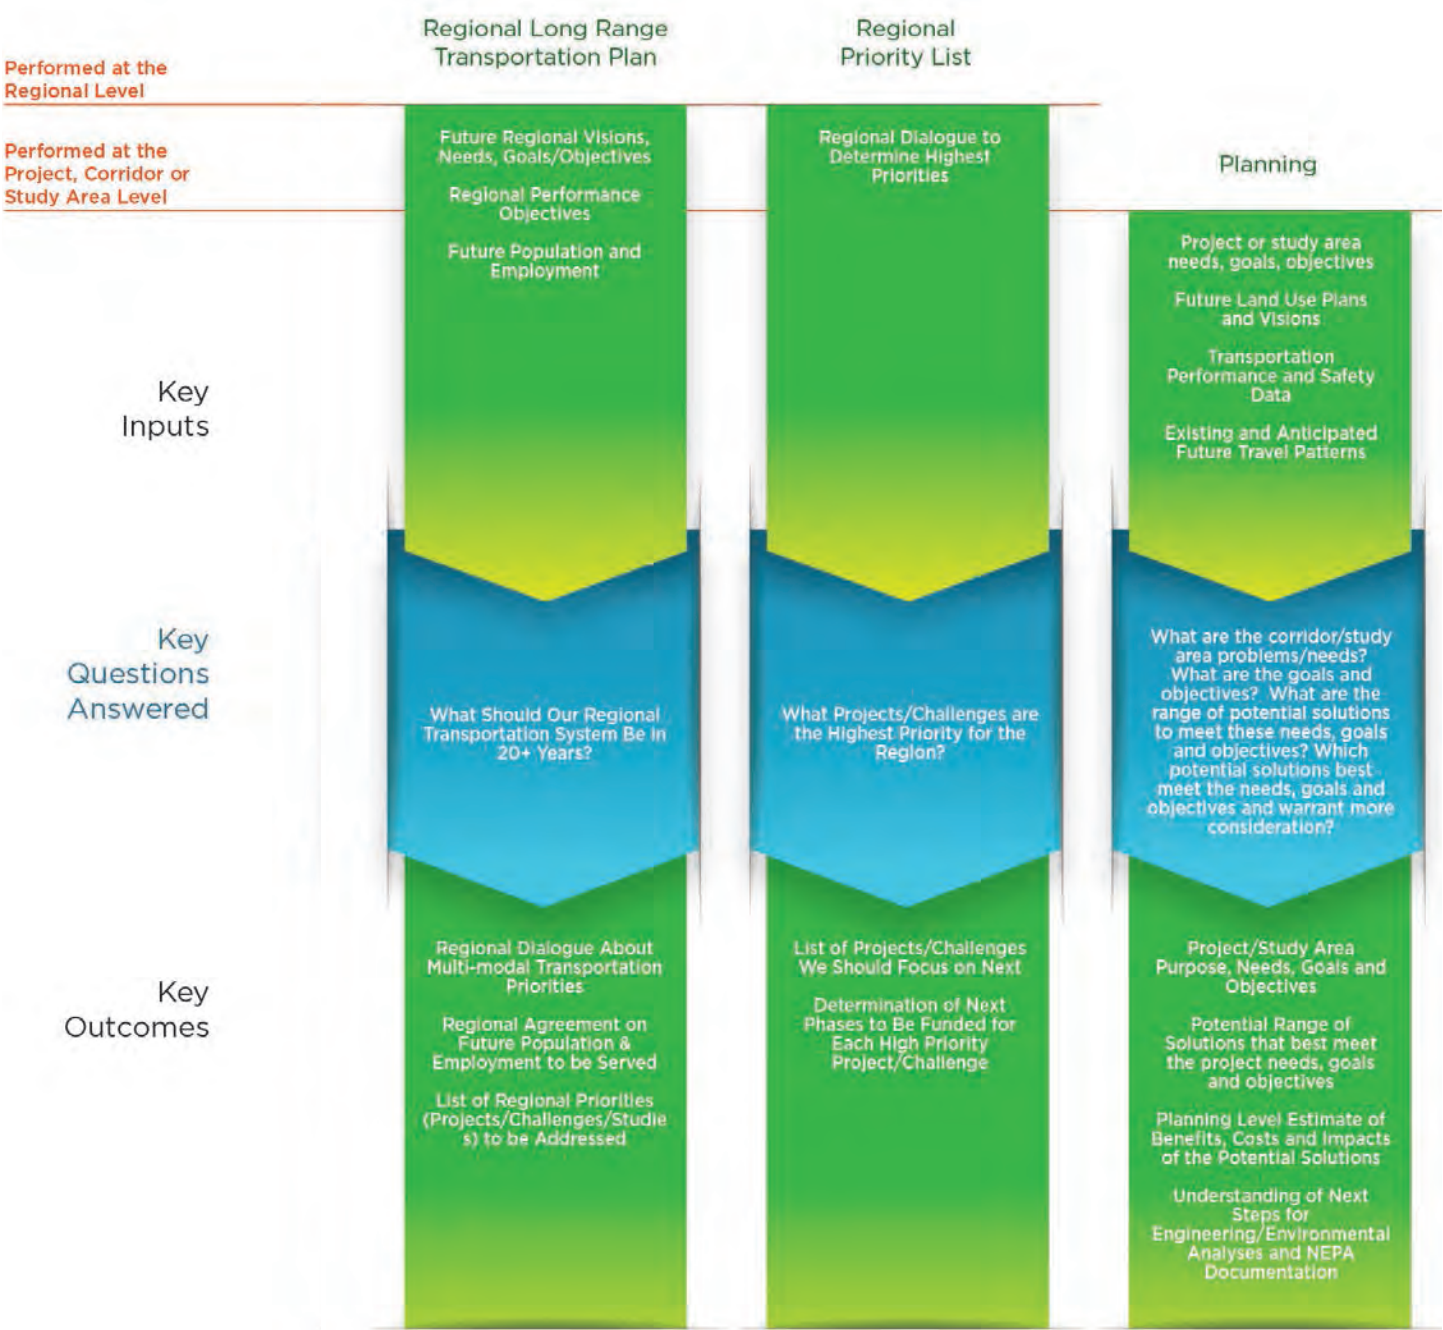 Regional Long Range
Transportation Plan
Regional
Priority List
Performed at the
Regional Level
Performed at the
Project, Corridor or
Study Area Level
Planning
Key
Inputs
Future Regional Visions,
Needs, Goals/Objectives
Regional Performance
Objectives
Future Population and
Employment
Regional Dialogue to
Determine Highest
Priorities
Project or study area
needs, goals, objectives
Future Land Use Plans
and Visions
Transportation
Performance and Safety
Data
Existing and Anticipated
Future Travel Patterns
Key
Questions
Answered
What Should Our Regional
Transportation System Be in
20+ Years?
What Projects/Challenges are
the Highest Priority for the
Region?
What are the corridor/study
area problems/needs?
What are the goals and
objectives? What are the
range of potential solutions
to meet these needs, goals
and objectives? Which
potential solutions best
meet the needs, goals and
objectives and warrant more
consideration?
Key
Outcomes
Regional Dialogue About
Multi-modal Transportation
Priorities
Regional Agreement on
Future Population &
Employment to be Served
List of Regional Priorities
(Projects/Challenges/Studie
s) to be Addressed
List of Projects/Challenges
We Should Focus on Next
Determination of Next
Phases to Be Funded for
Each High Priority
Project/Challenge
Project/Study Area
Purpose, Needs, Goals and
Objectives
Potential Range of
Solutions that best meet
the project needs, goals
and objectives
Planning Level Estimate of
Benefits, Costs and Impacts
of the Potential Solutions
Understanding of Next
Steps for
Engineering/Environmental
Analyses and NEPA
Documentation